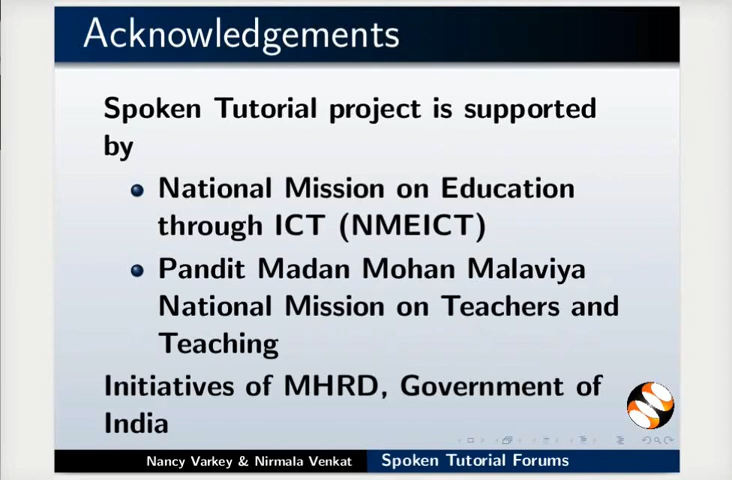 Acknowledgements
Spoken Tutorial project is supported
by
National Mission on Education
through ICT (NMEICT)
Pandit Madan Mohan Malaviya
National Mission on Teachers and
Teaching
Initiatives of MHRD, Government of
India
Nancy Varkey & Nirmala Venkat Spoken Tutorial Forums